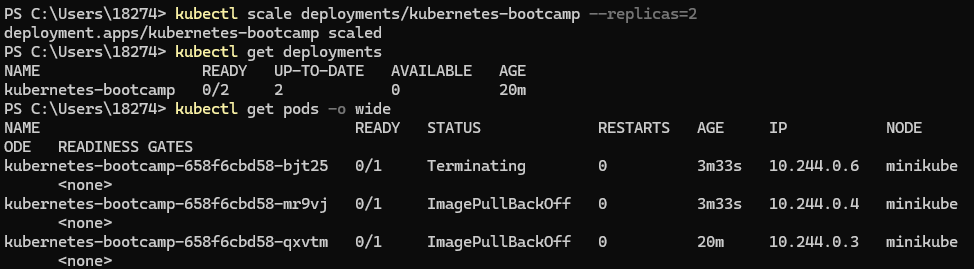 PS C:\Users\18274> kubectl scale deployments/kubernetes-bootcamp --replicas=2
deployment.apps/kubernetes-bootcamp scaled
PS C:\Users\18274> kubectl get deployments
NAME                  READY   UP-TO-DATE   AVAILABLE   AGE
kubernetes-bootcamp   0/2     2            0           20m
PS C:\Users\18274> kubectl get pods -o wide
NAME                                   READY   STATUS             RESTARTS   AGE     IP           NODE
ODE   READINESS GATES
kubernetes-bootcamp-658f6cbd58-bjt25   0/1     Terminating        0          3m33s   10.244.0.6   minikube
      <none>
kubernetes-bootcamp-658f6cbd58-mr9vj   0/1     ImagePullBackOff   0          3m33s   10.244.0.4   minikube
      <none>
kubernetes-bootcamp-658f6cbd58-qxvtm   0/1     ImagePullBackOff   0          20m     10.244.0.3   minikube
      <none>